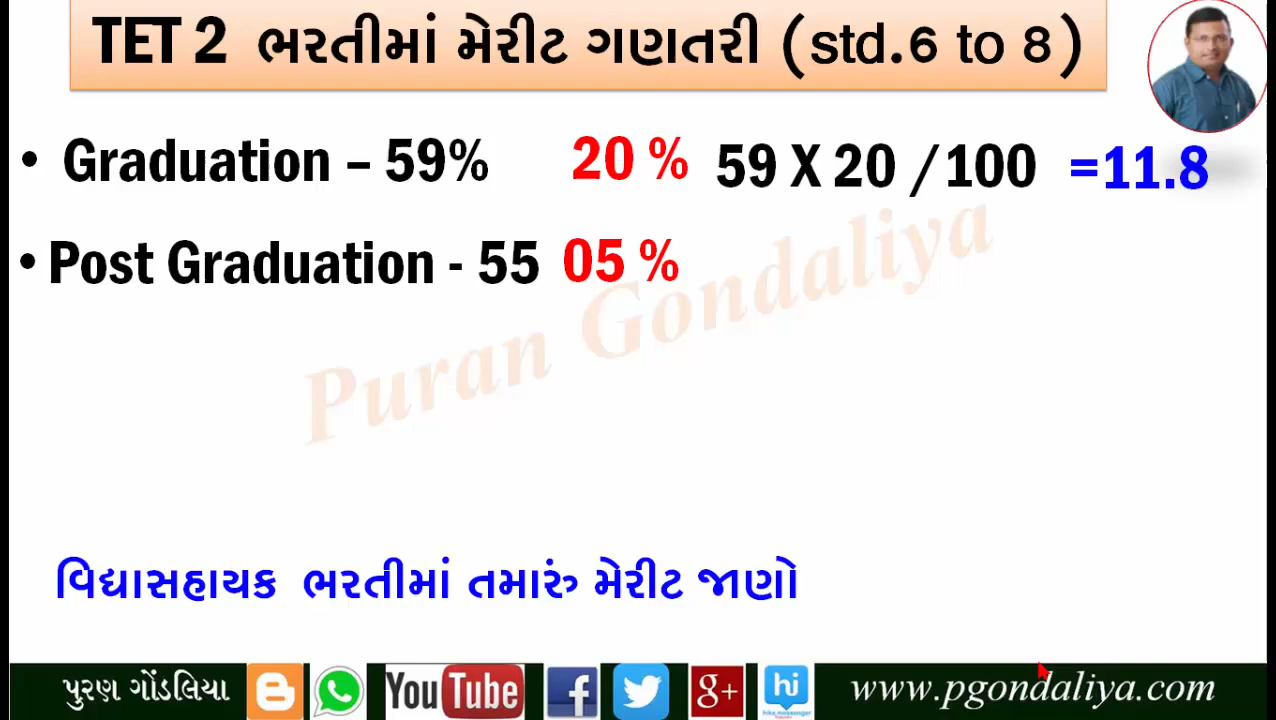 TET 2 ભરતીમાં મેરીટ ગણતરી (std.6 to 8)
• Graduation – 59% 20 % 59 X 20 /100 =11.8
• Post Graduation - 55 05 %
Puran Gondaliya
વિદ્યાસહાયક ભરતીમાં તમારું મેરીટ જાણો
પુરણ ગોંડલિયા YouTube f g+ hi www.pgondaliya.com